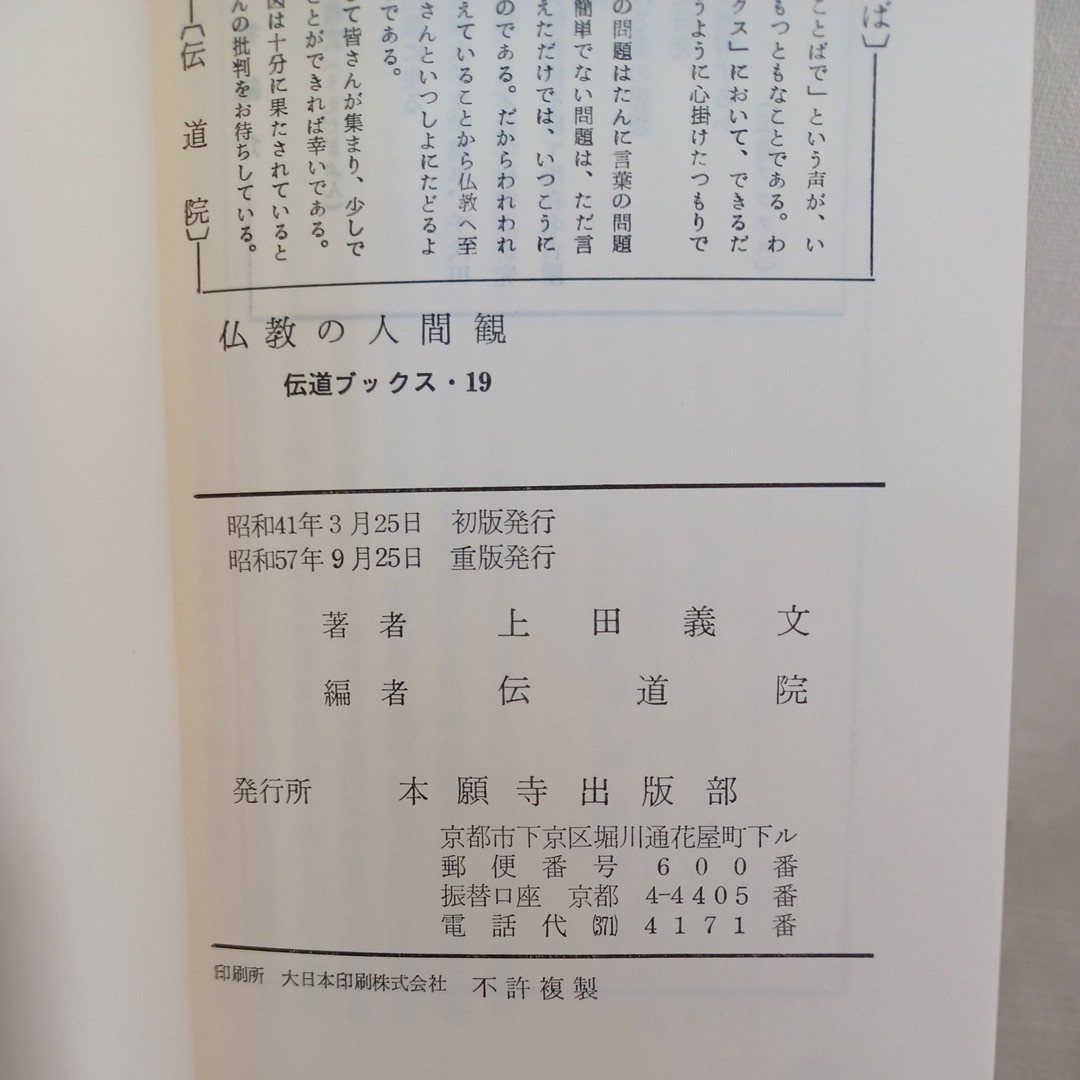 ば〕
ことばで」という声が、い
もつともなことである。わ
クス」において、できるだ
うように心掛けたつもりで
の問題はたんに言葉の問題
簡単でない問題は、ただ言
えただけでは、いつこうに
のである。だからわれわれ
えていることから仏教へ至
さんといつしよにたどるよ
である。
て皆さんが集まり、少しで
ことができれば幸いである。
図は十分に果たされていると
んの批判をお待ちしている。
〔伝道院〕
仏教の人間観
伝道ブックス・19
昭和41年3月25日 初版発行
昭和57年9月25日 重版発行
著者 上田義文
編者 伝道院
発行所 本願寺出版部
京都市下京区堀川通花屋町下ル
郵便番号 600番
振替口座 京都 4-4405番
電話代 (371) 4171番
印刷所 大日本印刷株式会社 不許複製